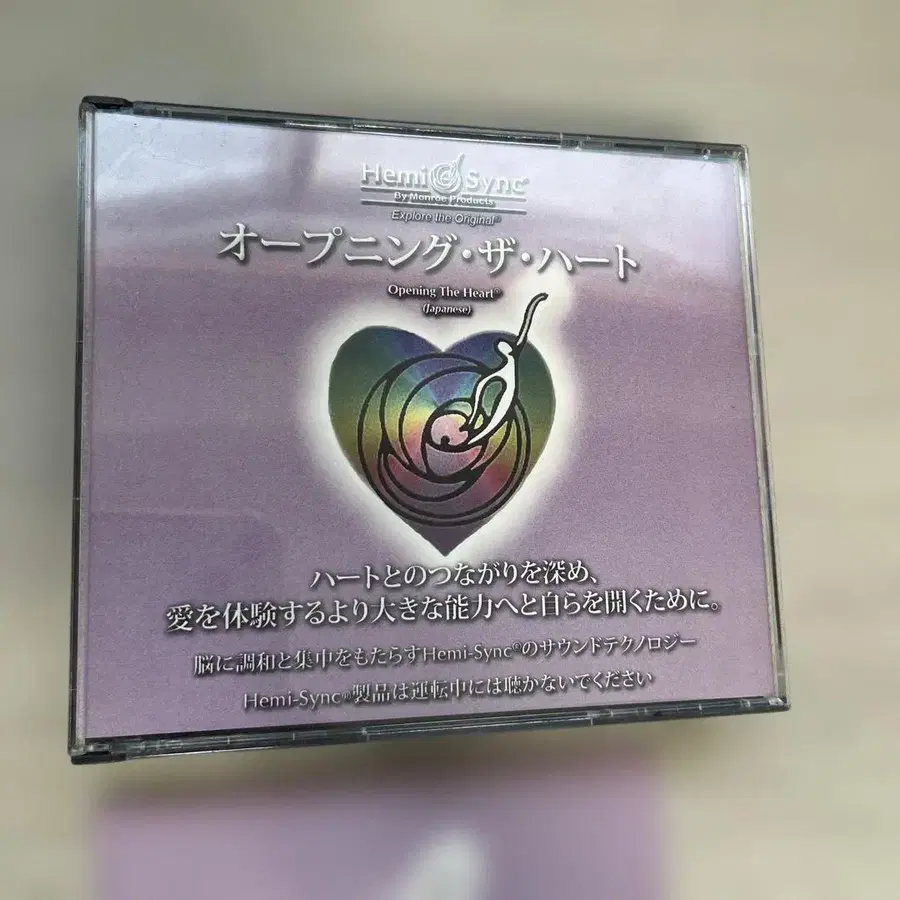 Hemi Sync®
By Monroe Products
Explore the Original®
オープニング・ザ・ハート
Opening The Heart®
(Japanese)
ハートとのつながりを深め、
愛を体験するより大きな能力へと自らを開くために。
脳に調和と集中をもたらすHemi-Sync®のサウンドテクノロジー
Hemi-Sync®製品は運転中には聴かないでください